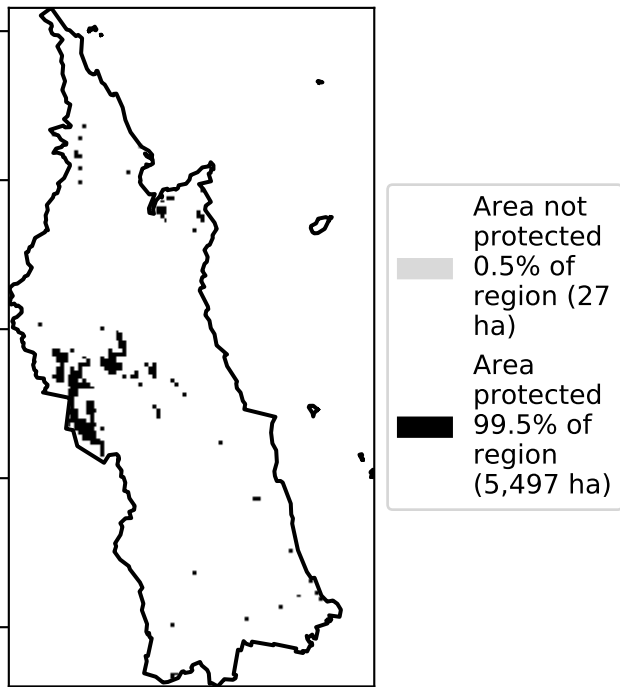 Area not
protected
0.5% of
region (27
ha)
Area
protected
99.5% of
region
(5,497 ha)